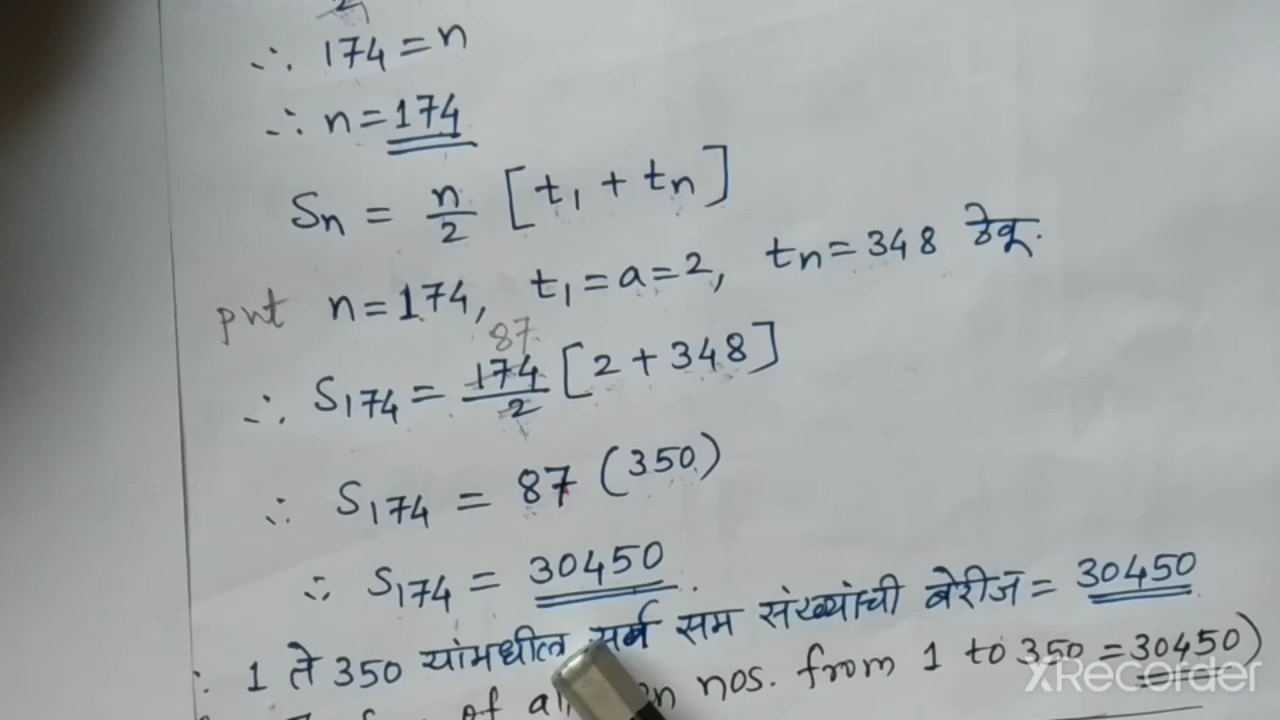 ∴ 174 = n
∴ n = 174
Sn = n/2 [t₁ + tn]
put n = 174, t₁ = a = 2, tn = 348 ठेवू.
87
∴ S₁₇₄ = 174/2 [2 + 348]
∴ S₁₇₄ = 87 (350)
∴ S₁₇₄ = 30450.
∴ 1 ते 350 यांमधील सर्व सम संख्यांची बेरीज = 30450
of nos. from 1 to 350 = 30450)
XRecorder